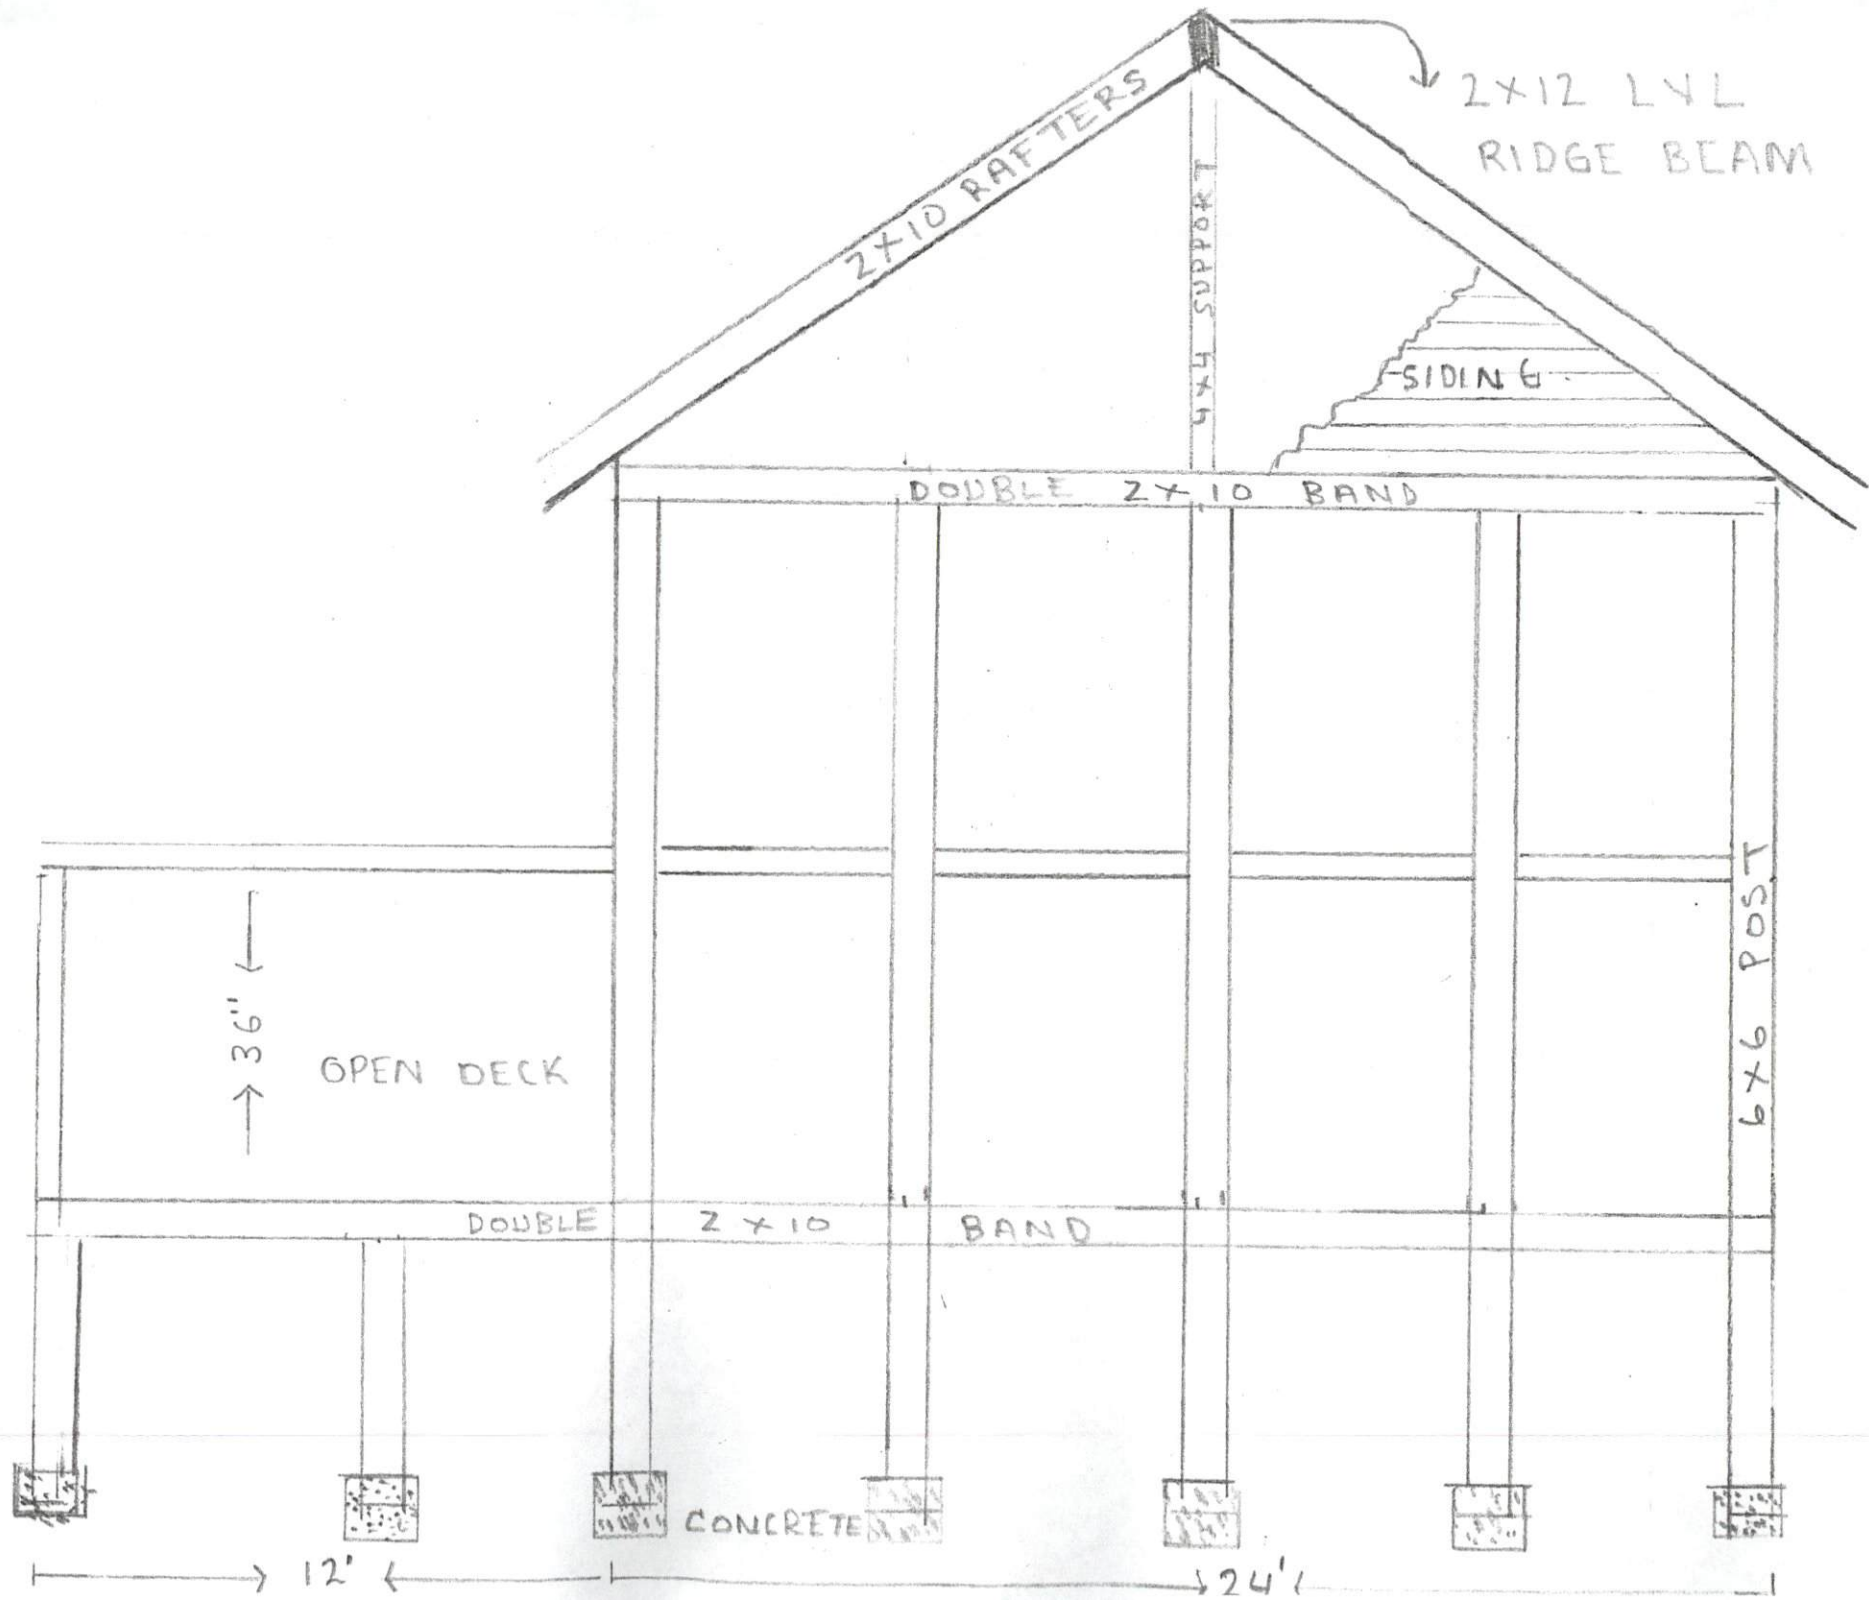 2X12 LVL
RIDGE BEAM
2X10 RAFTERS
4X4 SUPPORT
SIDING
DOUBLE 2X10 BAND
6X6 POST
36"
OPEN DECK
DOUBLE 2X10 BAND
CONCRETE
12'
24'